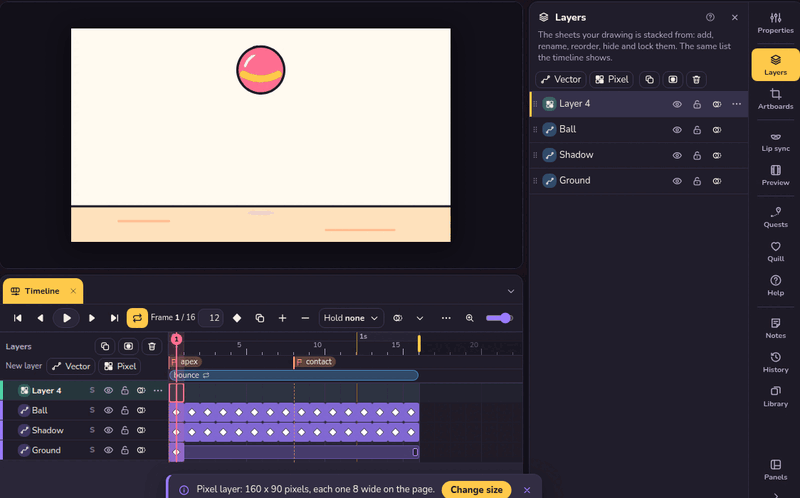 Layers
The sheets your drawing is stacked from: add,
rename, reorder, hide and lock them. The same list
the timeline shows.
Vector
Pixel
Layer 4
Ball
Shadow
Ground
Properties
Layers
Artboards
Lip sync
Preview
Quests
Quill
Help
Notes
History
Library
Panels
Timeline
Frame 1 / 16
12
Hold none
Layers
New layer
Vector
Pixel
1
5
10
1s
15
20
apex
contact
bounce
Layer 4 S
Ball S
Shadow S
Ground S
Pixel layer: 160 x 90 pixels, each one 8 wide on the page.
Change size